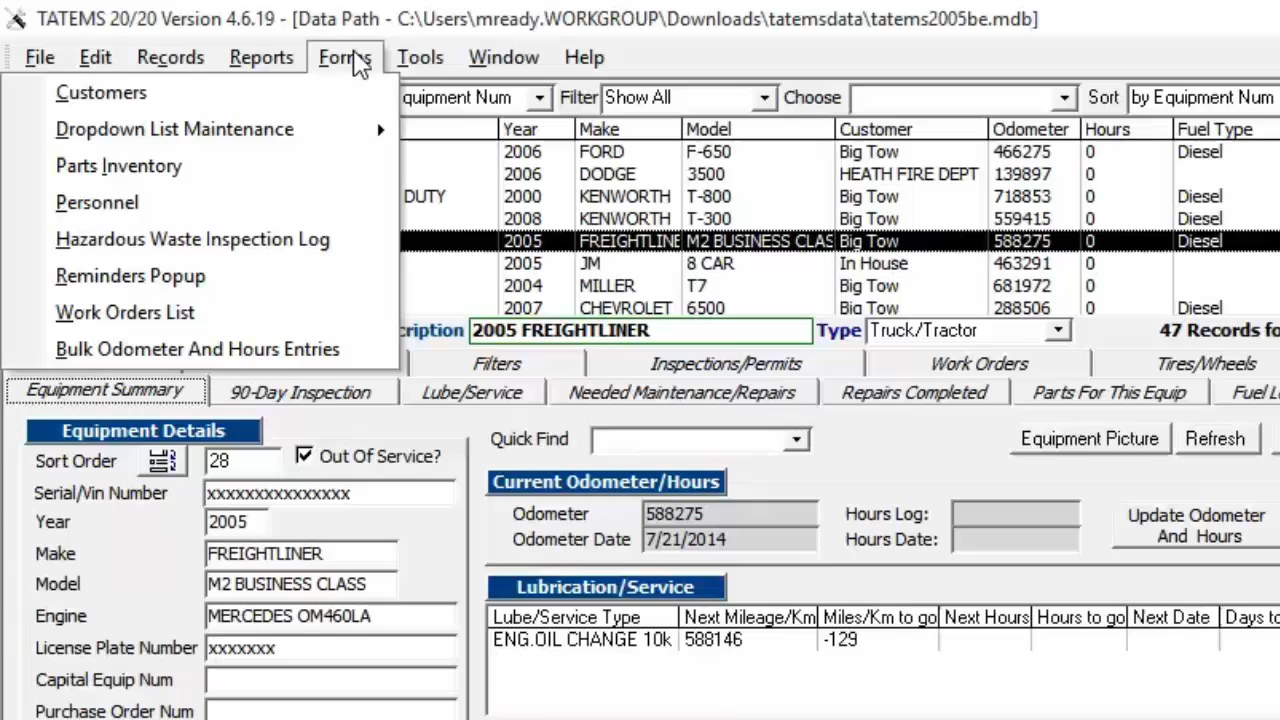 TATEMS 20/20 Version 4.6.19 - [Data Path - C:\Users\mready.WORKGROUP\Downloads\tatemsdata\tatems2005be.mdb]
File Edit Records Reports Forms Tools Window Help
Customers
Dropdown List Maintenance
Parts Inventory
Personnel
Hazardous Waste Inspection Log
Reminders Popup
Work Orders List
Bulk Odometer And Hours Entries
quipment Num Filter Show All Choose Sort by Equipment Num
Year Make Model Customer Odometer Hours Fuel Type
2006 FORD F-650 Big Tow 466275 0 Diesel
2006 DODGE 3500 HEATH FIRE DEPT 139897 0
DUTY 2000 KENWORTH T-800 Big Tow 718853 0 Diesel
2008 KENWORTH T-300 Big Tow 559415 0 Diesel
2005 FREIGHTLINE M2 BUSINESS CLAS Big Tow 588275 0 Diesel
2005 JM 8 CAR In House 463291 0
2004 MILLER T7 Big Tow 681972 0
2007 CHEVROLET 6500 Big Tow 288506 0 Diesel
cription 2005 FREIGHTLINER Type Truck/Tractor 47 Records fo
Filters Inspections/Permits Work Orders Tires/Wheels
Equipment Summary 90-Day Inspection Lube/Service Needed Maintenance/Repairs Repairs Completed Parts For This Equip Fuel Lo
Equipment Details
Sort Order 28 Out Of Service?
Serial/Vin Number xxxxxxxxxxxxxxx
Year 2005
Make FREIGHTLINER
Model M2 BUSINESS CLASS
Engine MERCEDES OM460LA
License Plate Number xxxxxxx
Capital Equip Num
Purchase Order Num
Quick Find Equipment Picture Refresh
Current Odometer/Hours
Odometer 588275 Hours Log:
Odometer Date 7/21/2014 Hours Date:
Update Odometer
And Hours
Lubrication/Service
Lube/Service Type Next Mileage/Km Miles/Km to go Next Hours Hours to go Next Date Days to
ENG.OIL CHANGE 10k 588146 -129